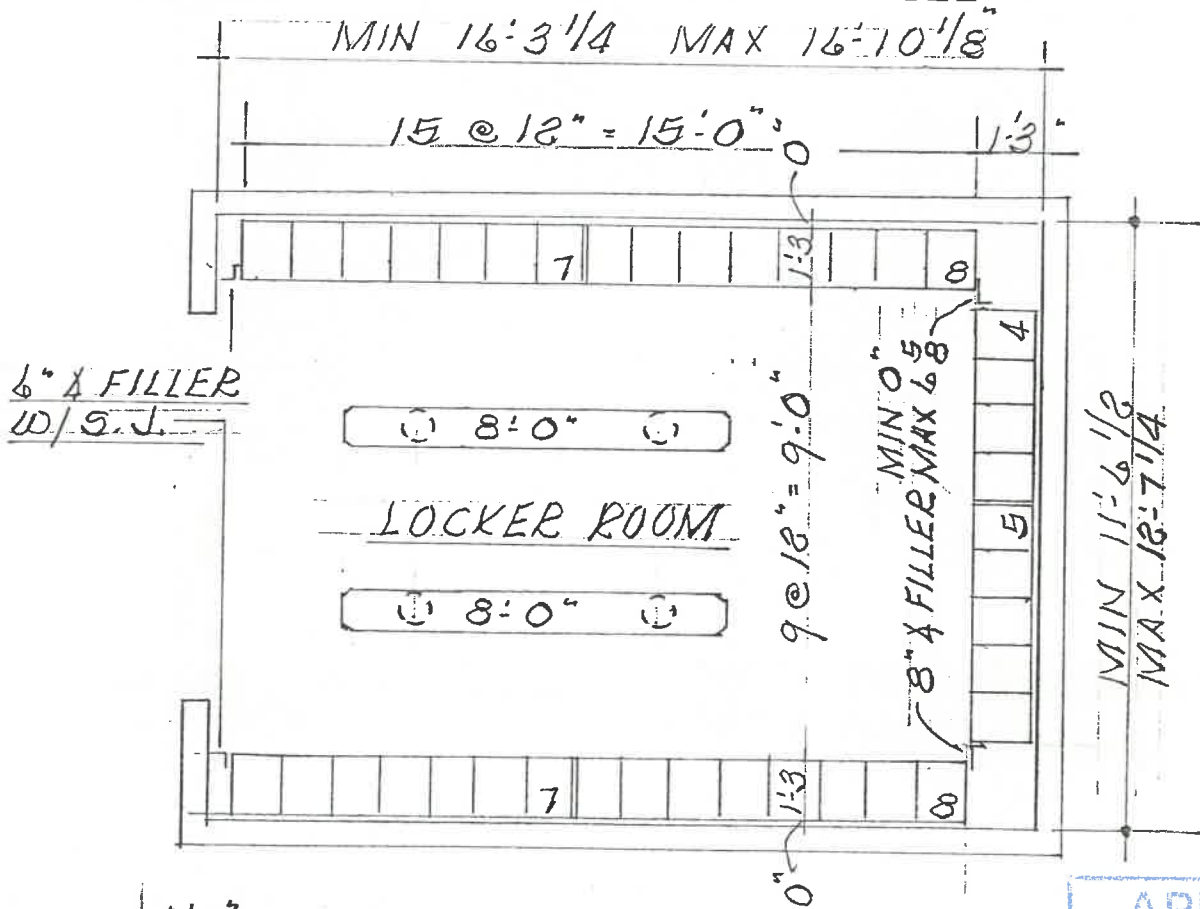 MIN 16'-3 1/4 MAX 16'-10 1/8"
15 @ 12" = 15'-0"
1'-3"
0"
7
1'-3
8
4
6" X FILLER
W/ S.J.
8'-0"
9 @ 12" = 9'-0"
MIN 0"
8" X FILLER MAX 6 5/8
LOCKER ROOM
5
MIN 11'-6 1/2
MAX 12'-7 1/4
8'-0"
7
1'-3
8
0"